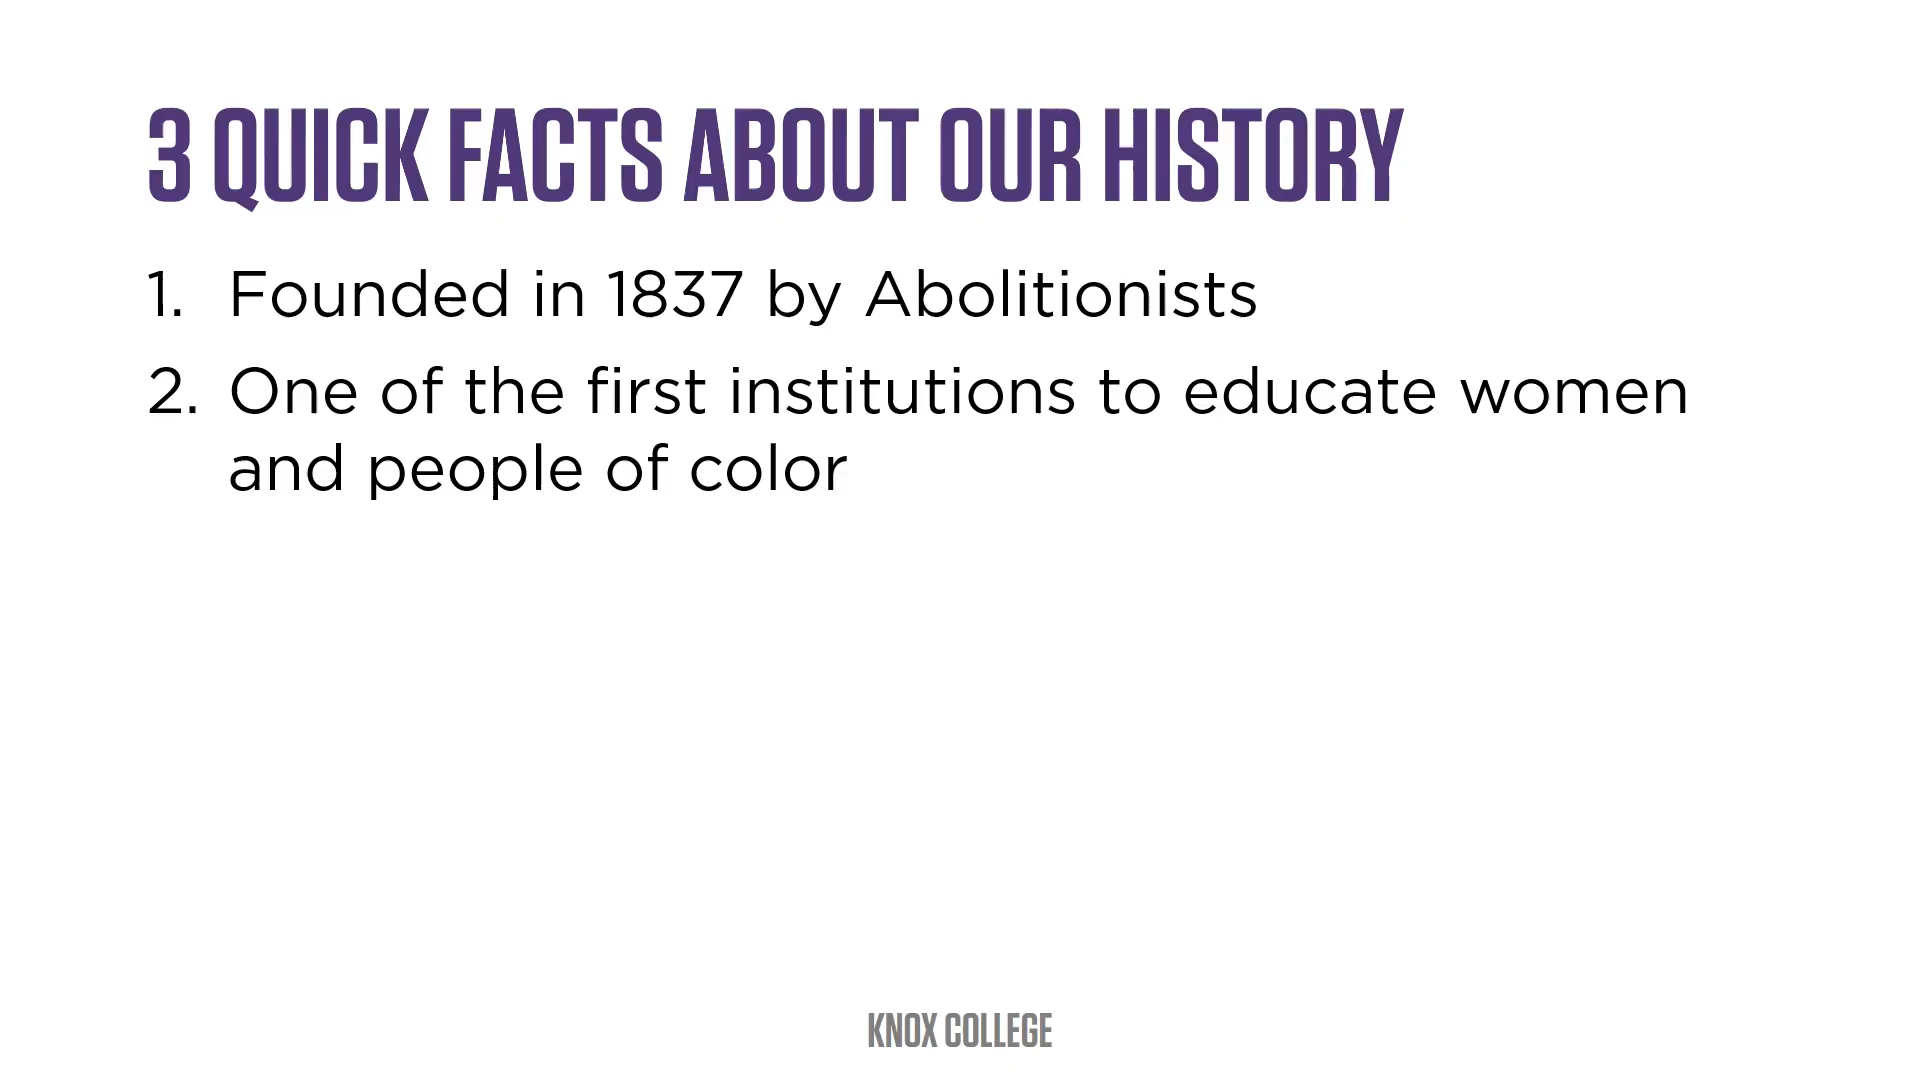 3 QUICK FACTS ABOUT OUR HISTORY
1. Founded in 1837 by Abolitionists
2. One of the first institutions to educate women
and people of color
KNOX COLLEGE